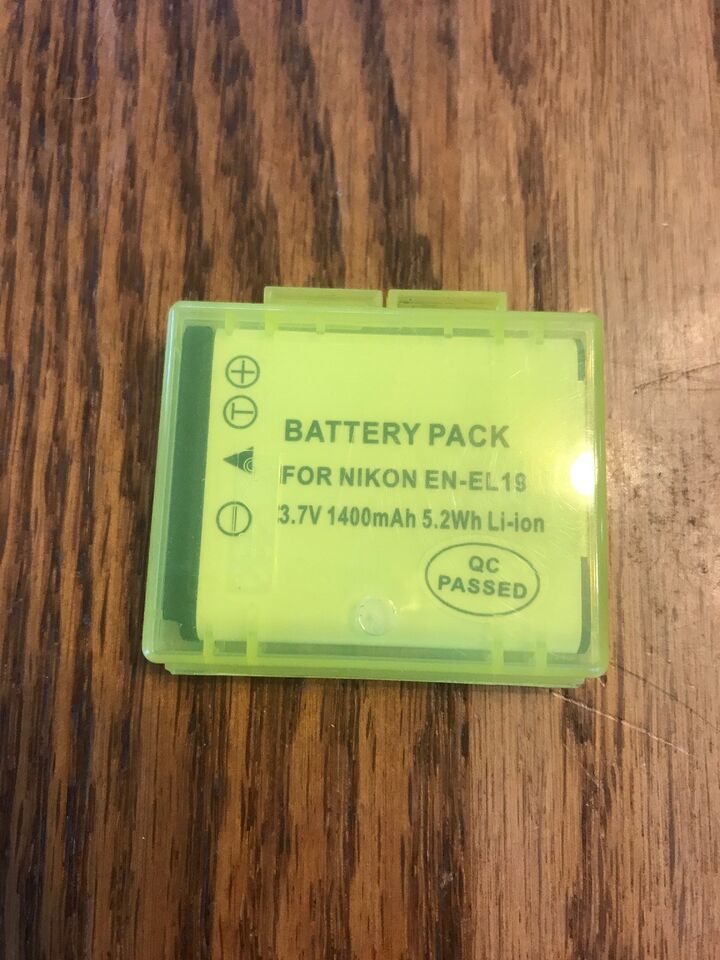 BATTERY PACK
FOR NIKON EN-EL19
3.7V 1400mAh 5.2Wh Li-ion
QC
PASSED
+
T